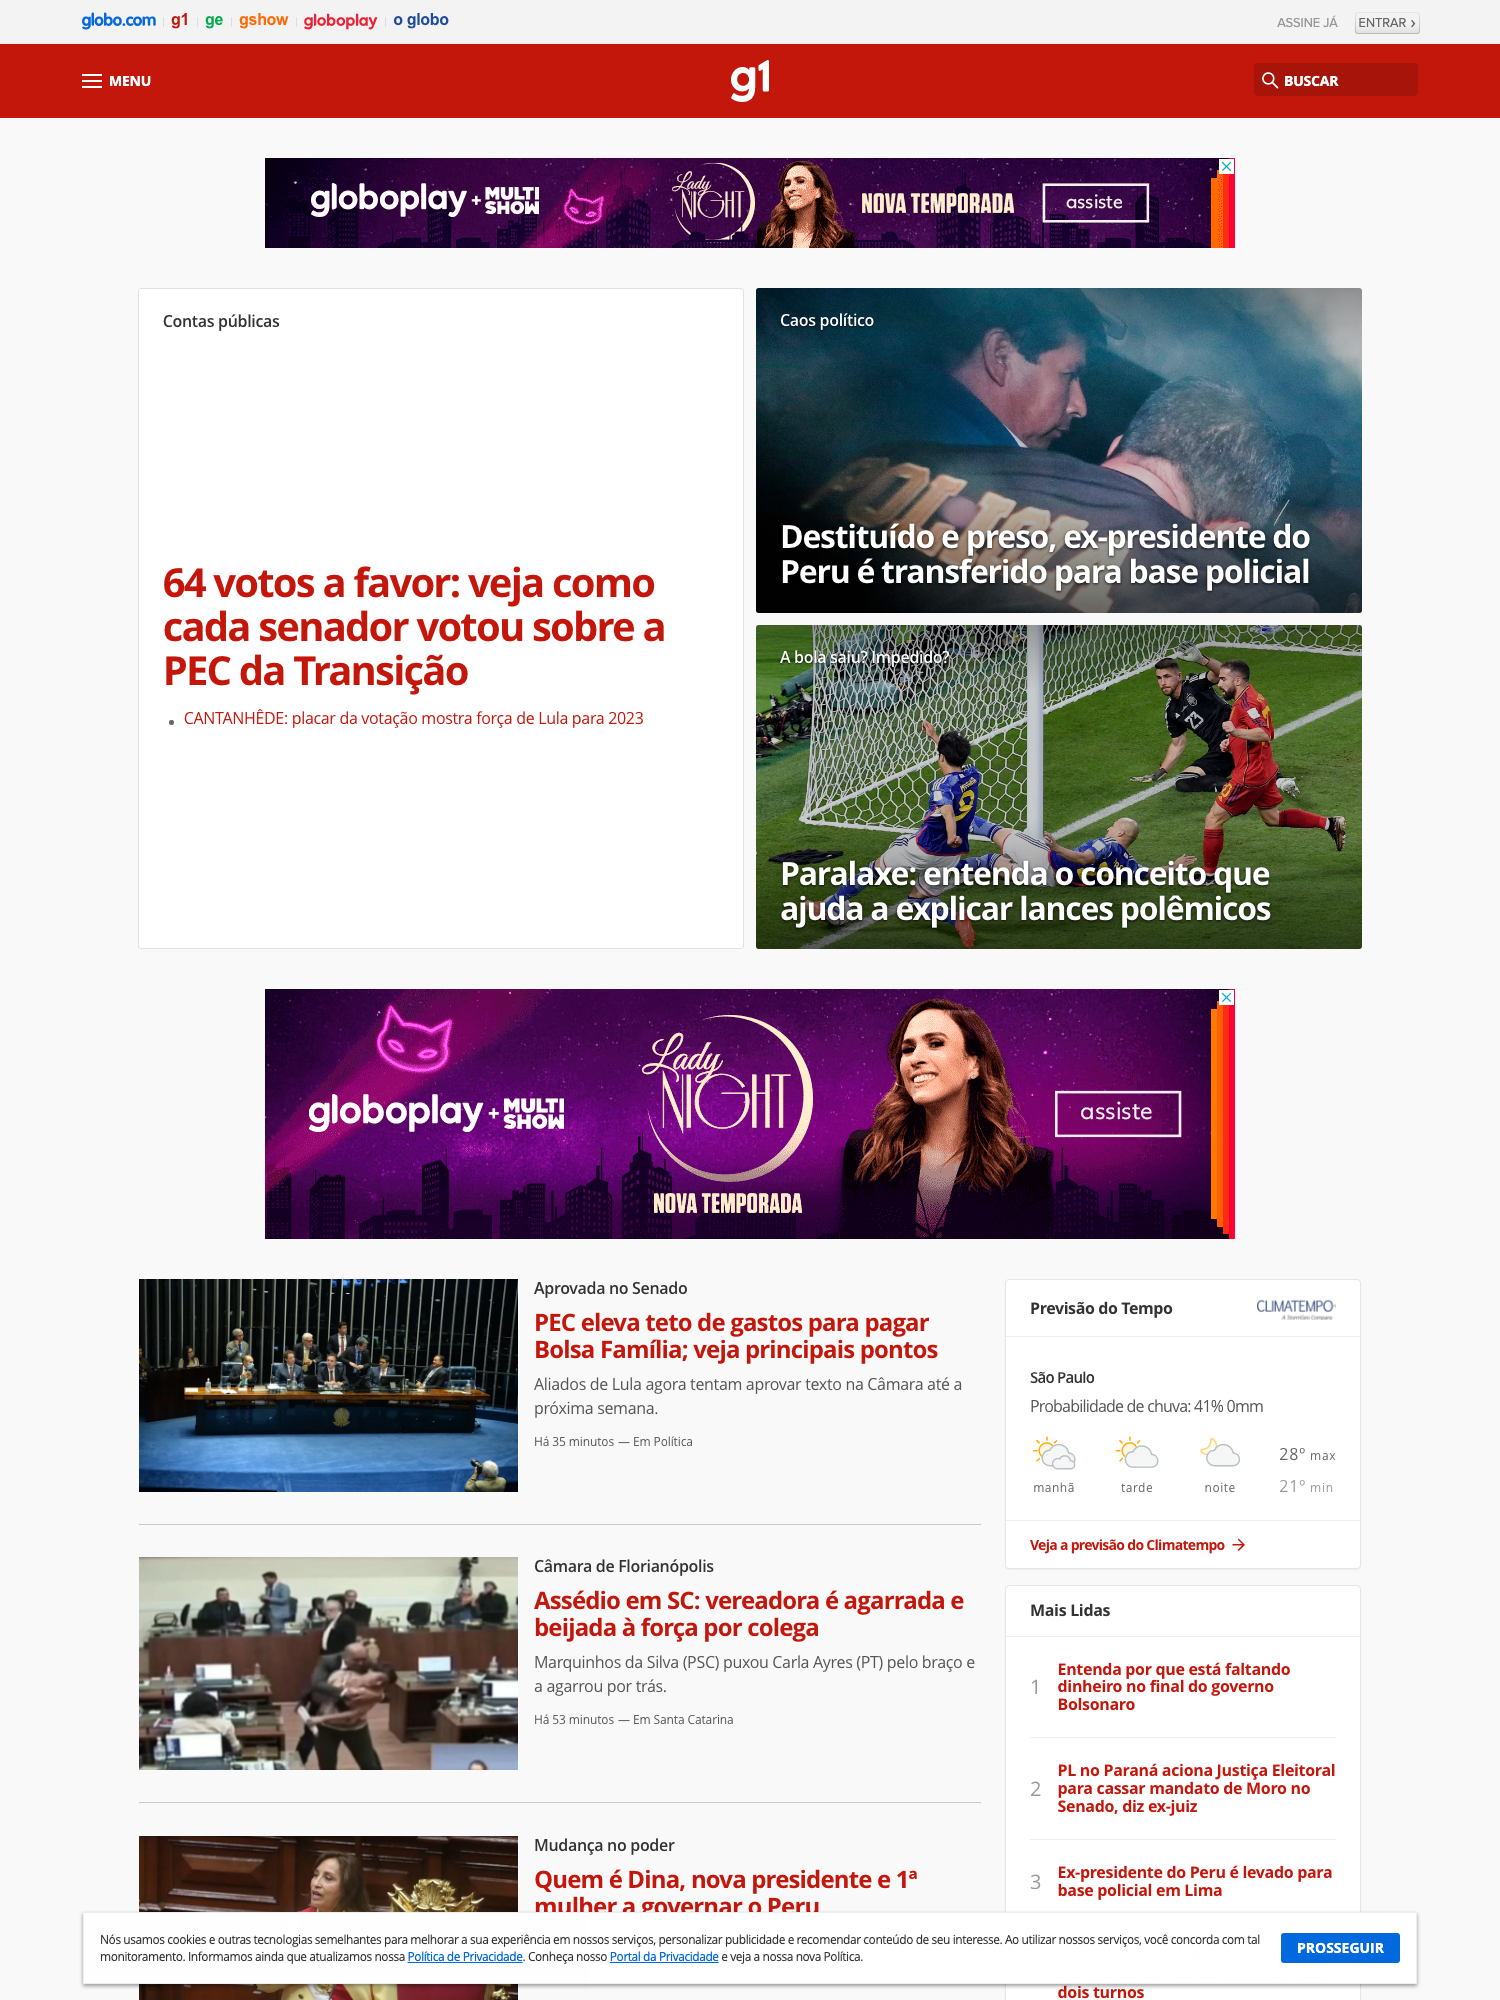 globo.com
g1
ge
gshow
globoplay
o globo
ASSINE JÁ
ENTRAR ›
MENU
g1
BUSCAR
globoplay + MULTI SHOW
Lady NIGHT
NOVA TEMPORADA
assiste
Contas públicas
64 votos a favor: veja como
cada senador votou sobre a
PEC da Transição
CANTANHÊDE: placar da votação mostra força de Lula para 2023
Caos político
POLICIA
Destituído e preso, ex-presidente do
Peru é transferido para base policial
A bola saiu? Impedido?
23
9
Paralaxe: entenda o conceito que
ajuda a explicar lances polêmicos
globoplay + MULTI SHOW
Lady
NIGHT
NOVA TEMPORADA
assiste
Aprovada no Senado
PEC eleva teto de gastos para pagar
Bolsa Família; veja principais pontos
Aliados de Lula agora tentam aprovar texto na Câmara até a
próxima semana.
Há 35 minutos — Em Política
Câmara de Florianópolis
Assédio em SC: vereadora é agarrada e
beijada à força por colega
Marquinhos da Silva (PSC) puxou Carla Ayres (PT) pelo braço e
a agarrou por trás.
Há 53 minutos — Em Santa Catarina
Mudança no poder
Quem é Dina, nova presidente e 1ª
mulher a governar o Peru
Previsão do Tempo
CLIMATEMPO
A StormGeo Company
São Paulo
Probabilidade de chuva: 41% 0mm
manhã
tarde
noite
28º max
21º min
Veja a previsão do Climatempo
Mais Lidas
1
Entenda por que está faltando
dinheiro no final do governo
Bolsonaro
2
PL no Paraná aciona Justiça Eleitoral
para cassar mandato de Moro no
Senado, diz ex-juiz
3
Ex-presidente do Peru é levado para
base policial em Lima
dois turnos
Nós usamos cookies e outras tecnologias semelhantes para melhorar a sua experiência em nossos serviços, personalizar publicidade e recomendar conteúdo de seu interesse. Ao utilizar nossos serviços, você concorda com tal
monitoramento. Informamos ainda que atualizamos nossa Política de Privacidade. Conheça nosso Portal da Privacidade e veja a nossa nova Política.
PROSSEGUIR